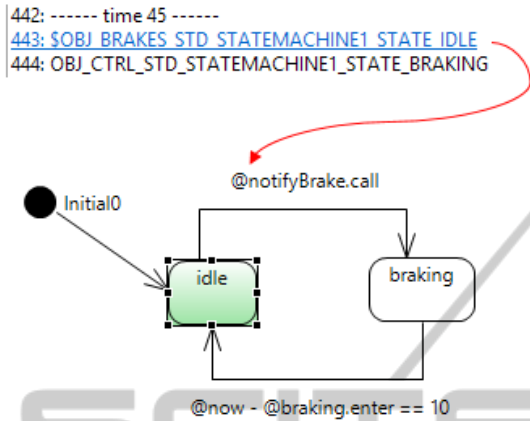 442: ------ time 45 ------
443: $OBJ_BRAKES_STD_STATEMACHINE1_STATE_IDLE
444: OBJ_CTRL_STD_STATEMACHINE1_STATE_BRAKING
@notifyBrake.call
Initial0
idle
braking
@now - @braking.enter == 10